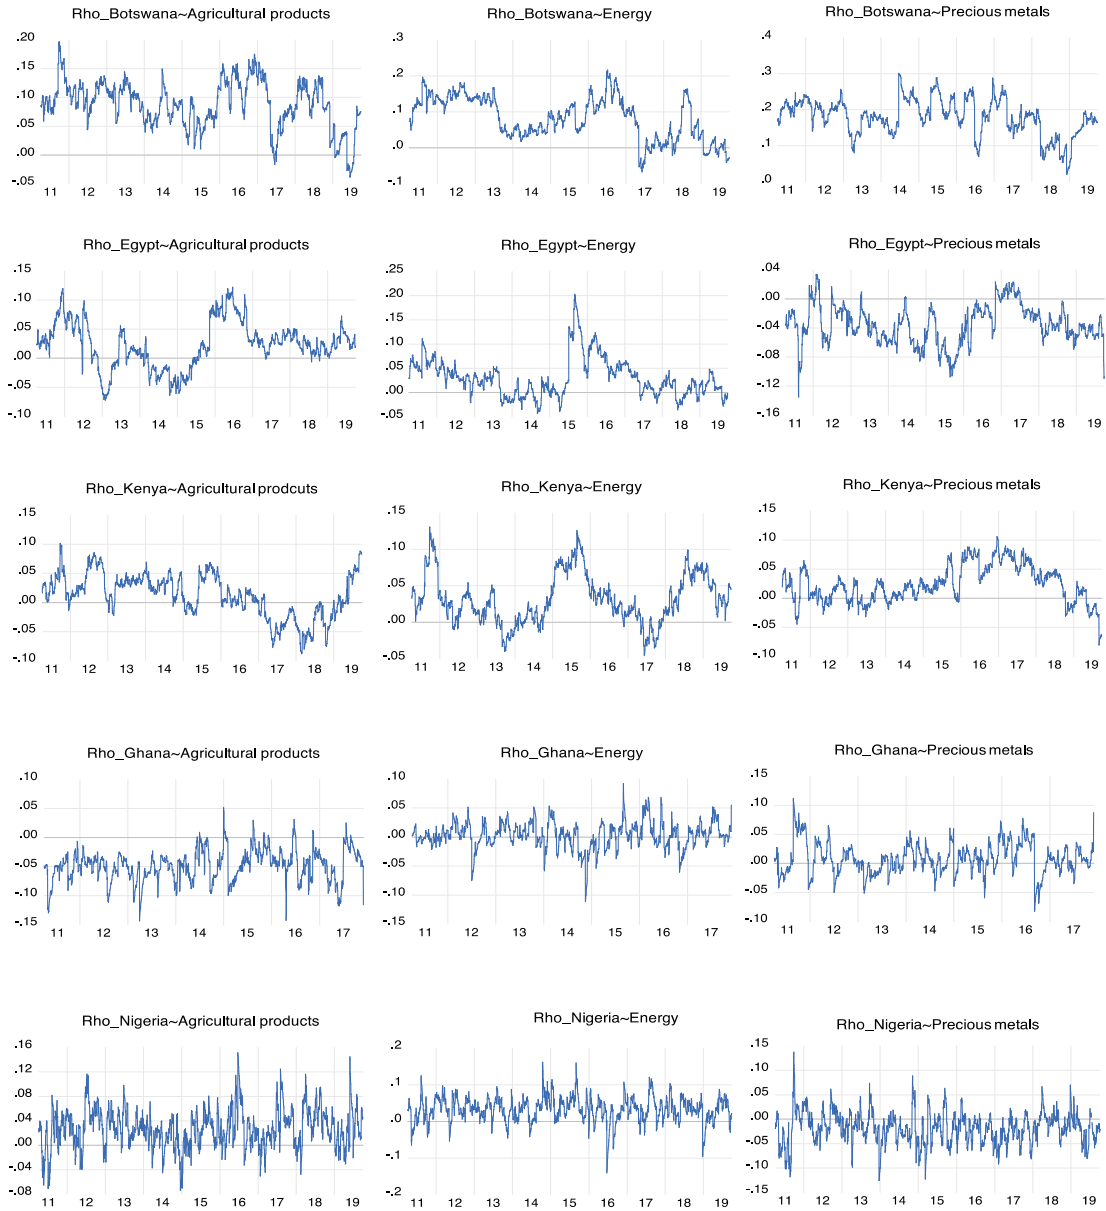 Rho_Botswana~Agricultural products
.20
.15
.10
.05
.00
-.05
11 12 13 14 15 16 17 18 19
Rho_Botswana~Energy
.3
.2
.1
.0
-.1
11 12 13 14 15 16 17 18 19
Rho_Botswana~Precious metals
.4
.3
.2
.1
.0
11 12 13 14 15 16 17 18 19
Rho_Egypt~Agricultural products
.15
.10
.05
.00
-.05
-.10
11 12 13 14 15 16 17 18 19
Rho_Egypt~Energy
.25
.20
.15
.10
.05
.00
-.05
11 12 13 14 15 16 17 18 19
Rho_Egypt~Precious metals
.04
.00
-.04
-.08
-.12
-.16
11 12 13 14 15 16 17 18 19
Rho_Kenya~Agricultural prodcuts
.15
.10
.05
.00
-.05
-.10
11 12 13 14 15 16 17 18 19
Rho_Kenya~Energy
.15
.10
.05
.00
-.05
11 12 13 14 15 16 17 18 19
Rho_Kenya~Precious metals
.15
.10
.05
.00
-.05
-.10
11 12 13 14 15 16 17 18 19
Rho_Ghana~Agricultural products
.10
.05
.00
-.05
-.10
-.15
11 12 13 14 15 16 17
Rho_Ghana~Energy
.10
.05
.00
-.05
-.10
-.15
11 12 13 14 15 16 17
Rho_Ghana~Precious metals
.15
.10
.05
.00
-.05
-.10
11 12 13 14 15 16 17
Rho_Nigeria~Agricultural products
.16
.12
.08
.04
.00
-.04
-.08
11 12 13 14 15 16 17 18 19
Rho_Nigeria~Energy
.2
.1
.0
-.1
-.2
11 12 13 14 15 16 17 18 19
Rho_Nigeria~Precious metals
.15
.10
.05
.00
-.05
-.10
-.15
11 12 13 14 15 16 17 18 19